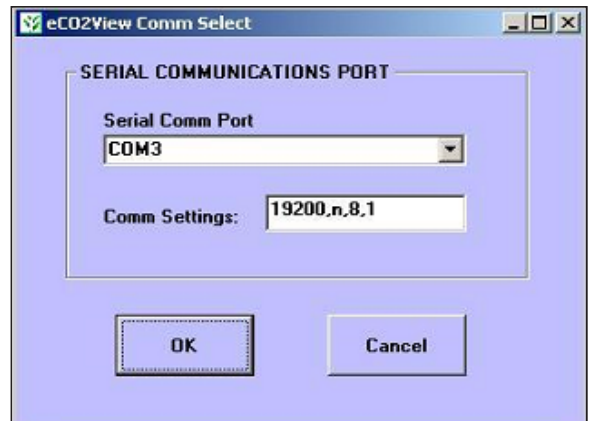 eCO2View Comm Select
SERIAL COMMUNICATIONS PORT
Serial Comm Port
COM3
Comm Settings: 19200,n,8,1
OK Cancel